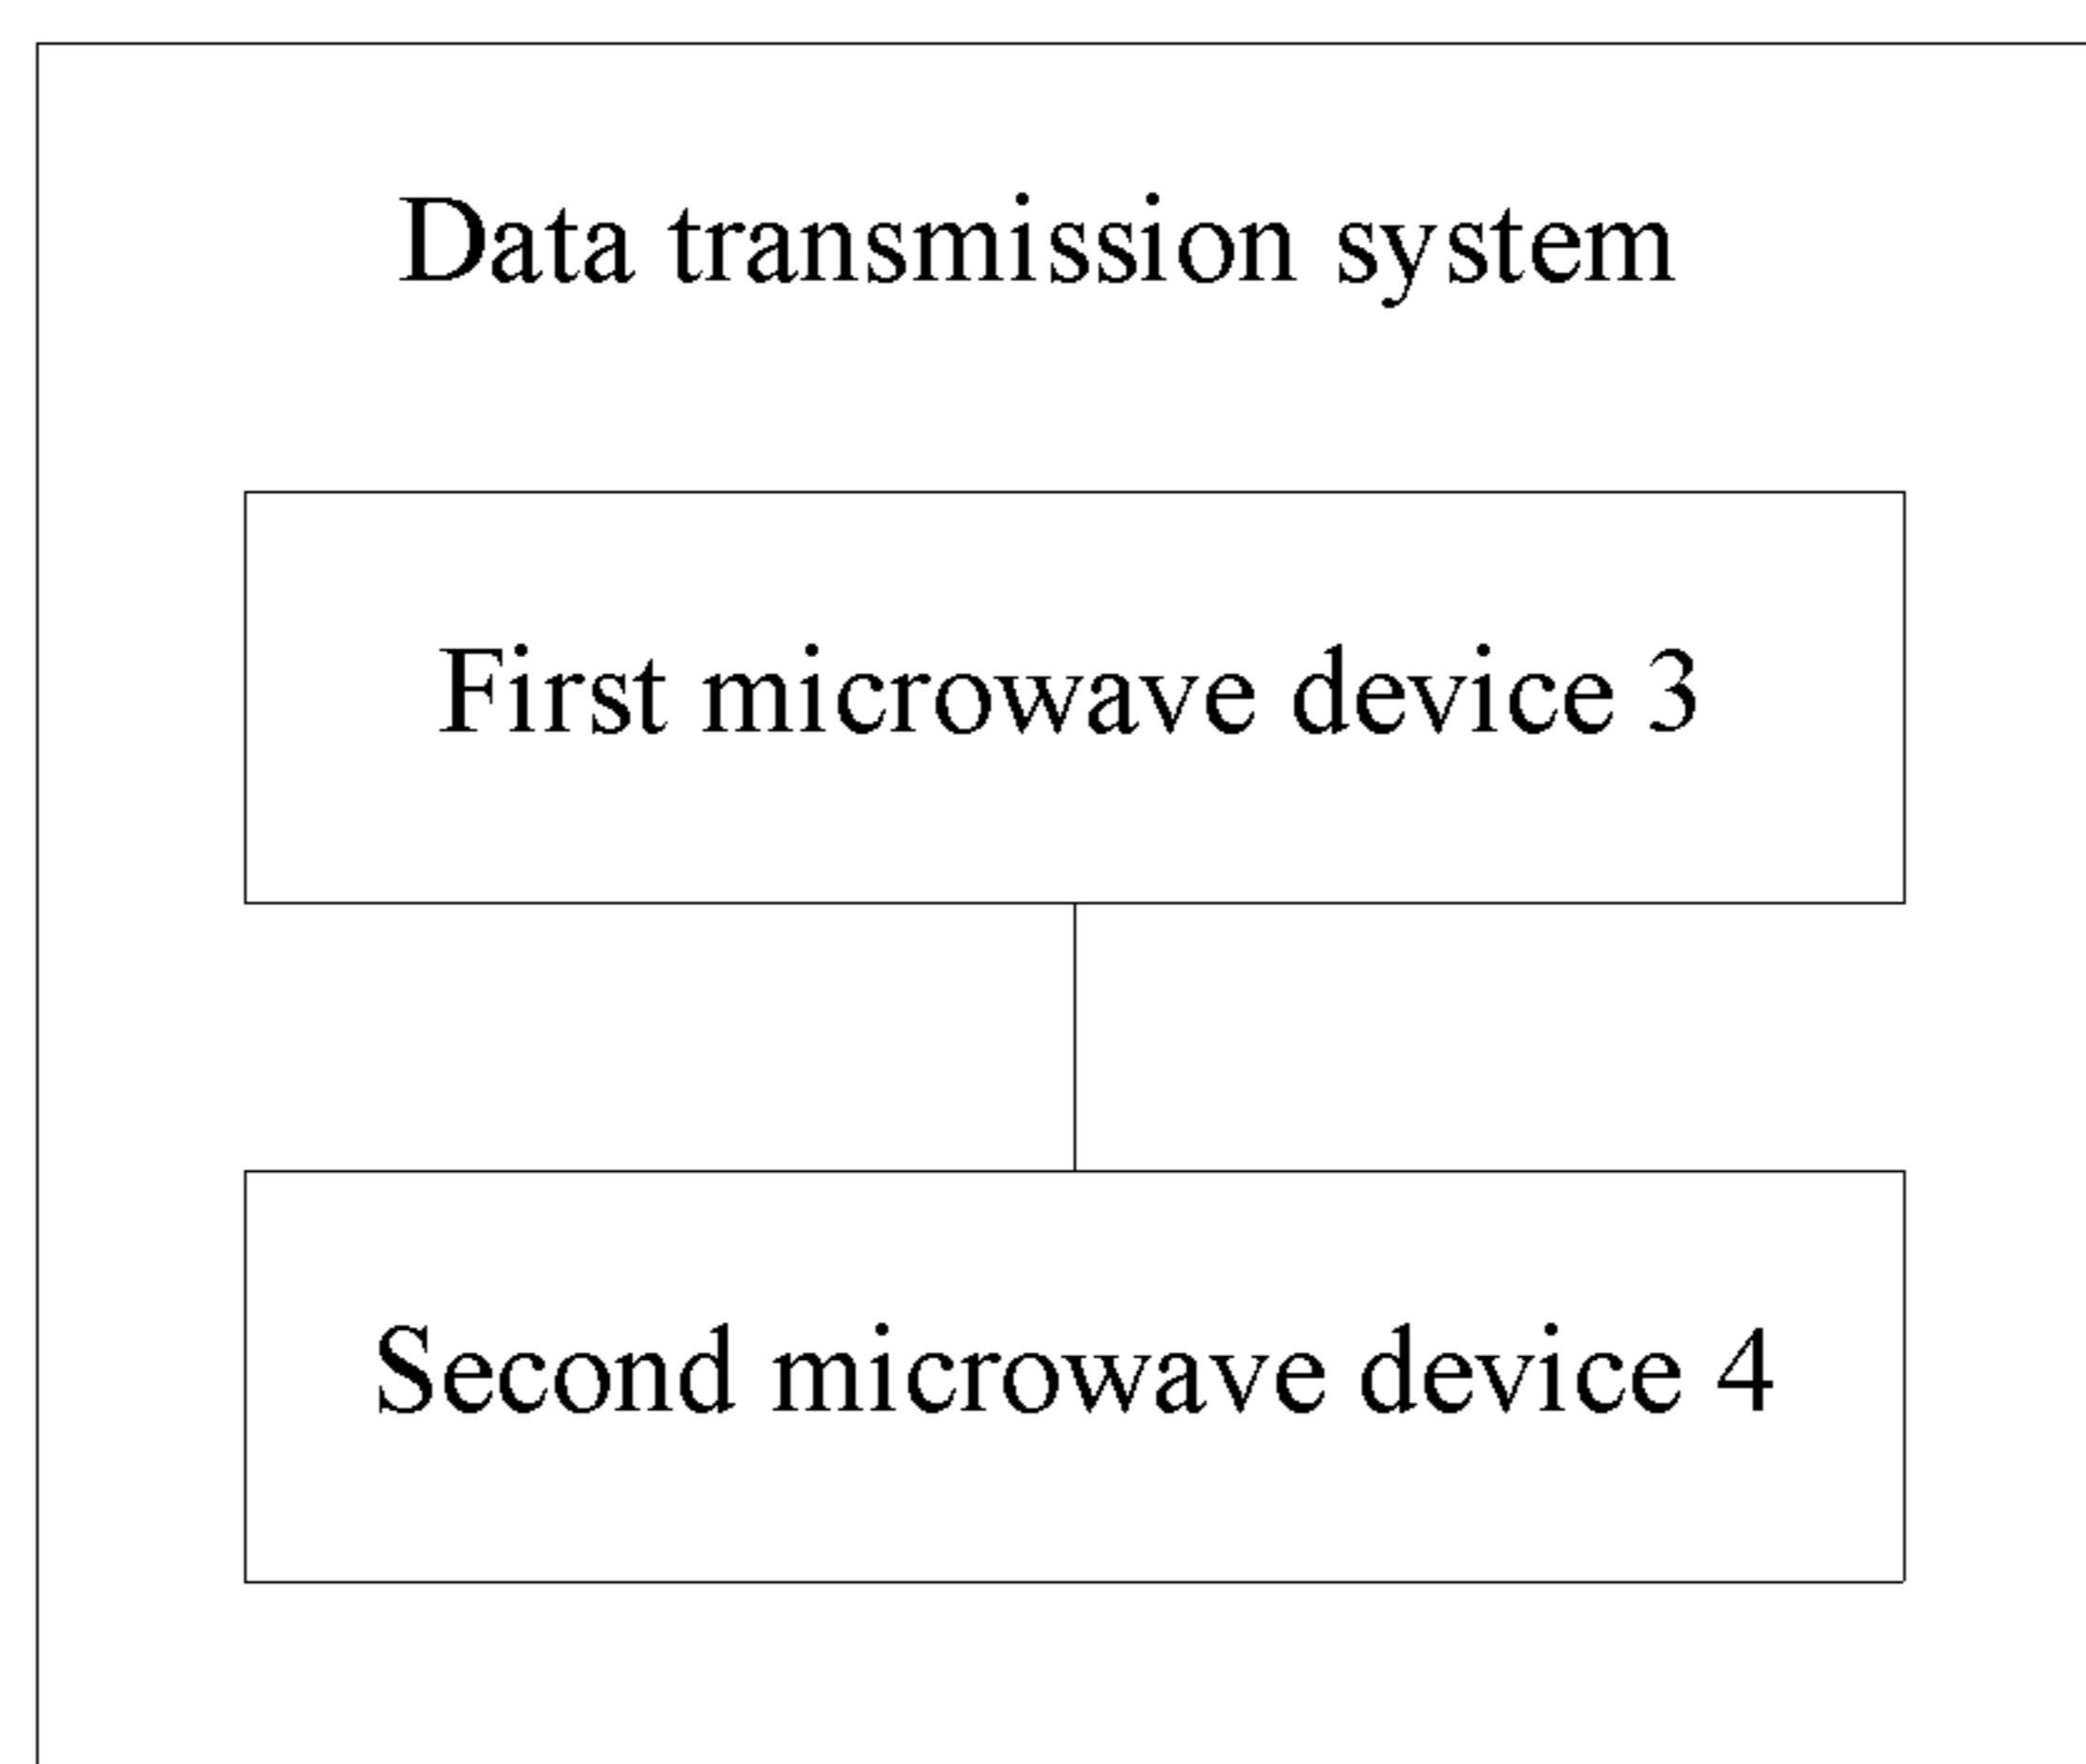 Data transmission system
First microwave device 3
Second microwave device 4